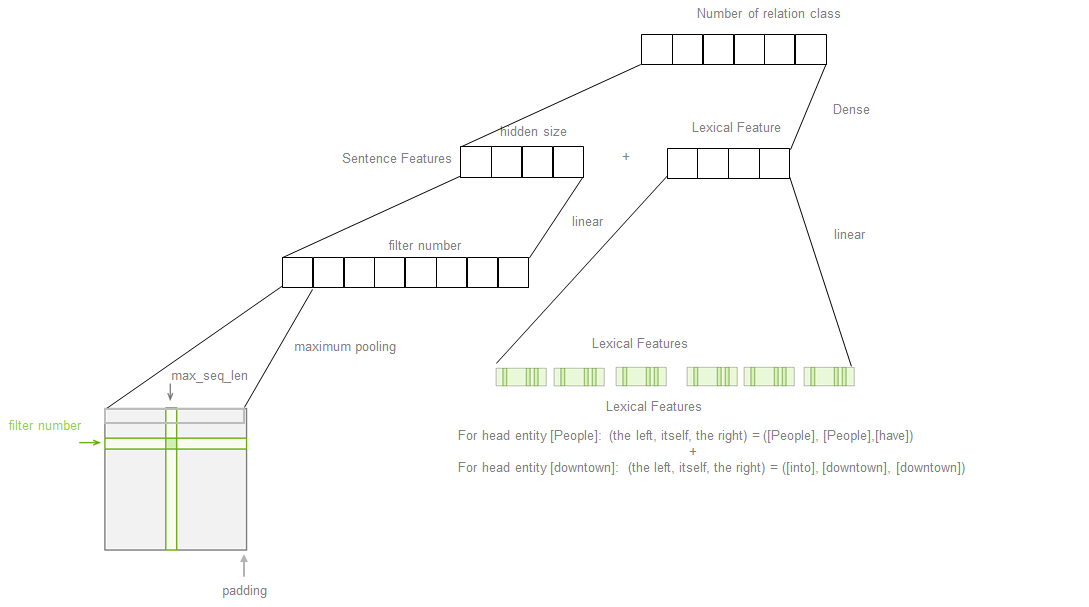 Number of relation class
Dense
hidden size
Lexical Feature
Sentence Features
+
linear
linear
filter number
maximum pooling
Lexical Features
max_seq_len
Lexical Features
filter number
For head entity [People]: (the left, itself, the right) = ([People], [People],[have])
+
For head entity [downtown]: (the left, itself, the right) = ([into], [downtown], [downtown])
padding